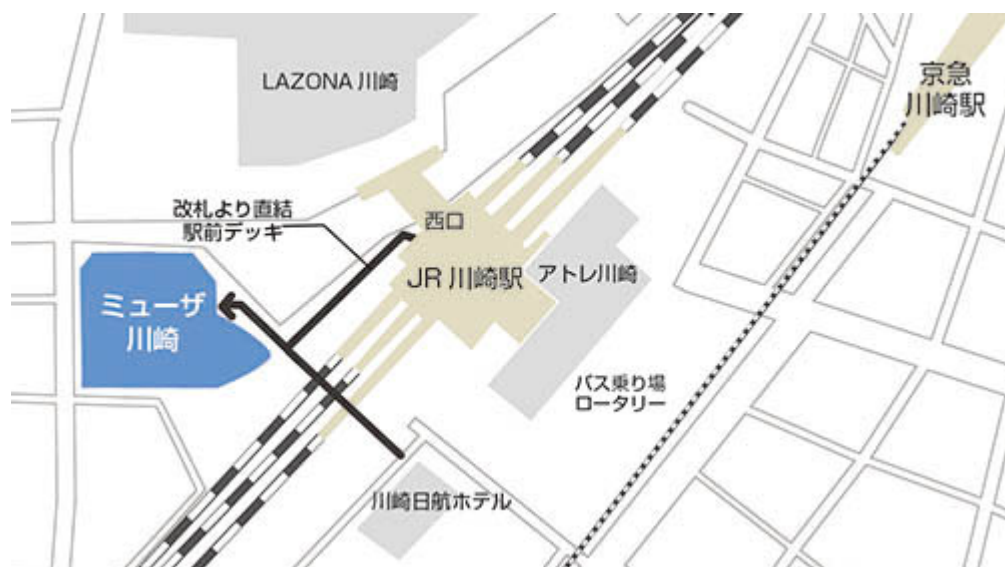 LAZONA 川崎
京急
川崎駅
改札より直結
駅前デッキ
西口
JR 川崎駅
アトレ川崎
ミューザ
川崎
バス乗り場
ロータリー
川崎日航ホテル